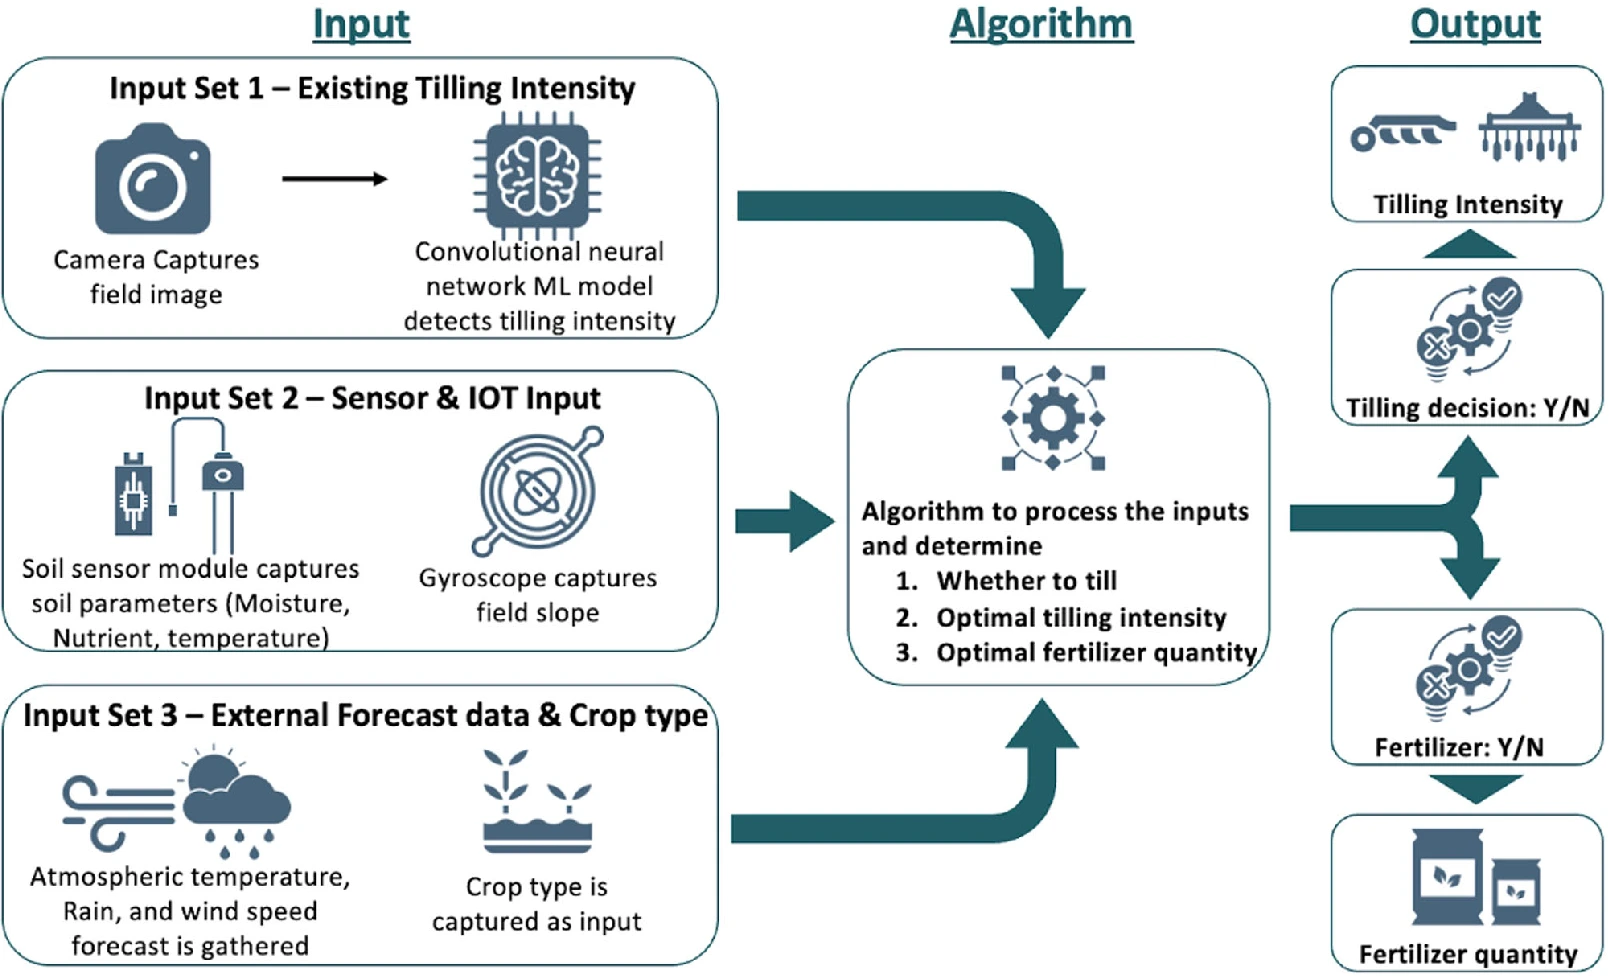 Input
Algorithm
Output
Input Set 1 – Existing Tilling Intensity
Camera Captures
field image
Convolutional neural
network ML model
detects tilling intensity
Input Set 2 – Sensor & IOT Input
Soil sensor module captures
soil parameters (Moisture,
Nutrient, temperature)
Gyroscope captures
field slope
Input Set 3 – External Forecast data & Crop type
Atmospheric temperature,
Rain, and wind speed
forecast is gathered
Crop type is
captured as input
Algorithm to process the inputs
and determine
1. Whether to till
2. Optimal tilling intensity
3. Optimal fertilizer quantity
Tilling Intensity
Tilling decision: Y/N
Fertilizer: Y/N
Fertilizer quantity